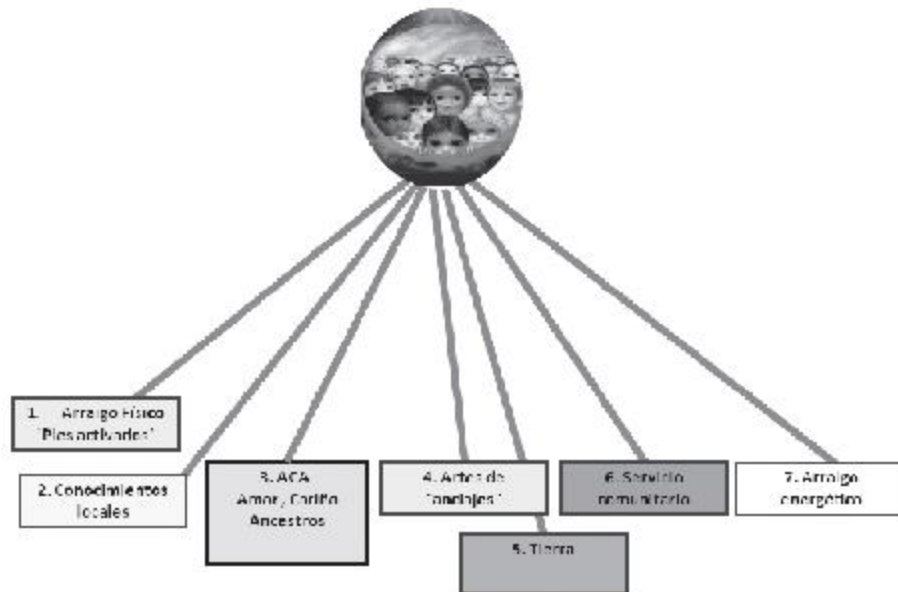 1. Arraigo Físico
"Pies activados"
2. Conocimientos
locales
3. ACA
Amor, Cariño
Ancestros
4. Artes de
"anclajes"
5. Tierra
6. Servicio
comunitario
7. Arraigo
energético